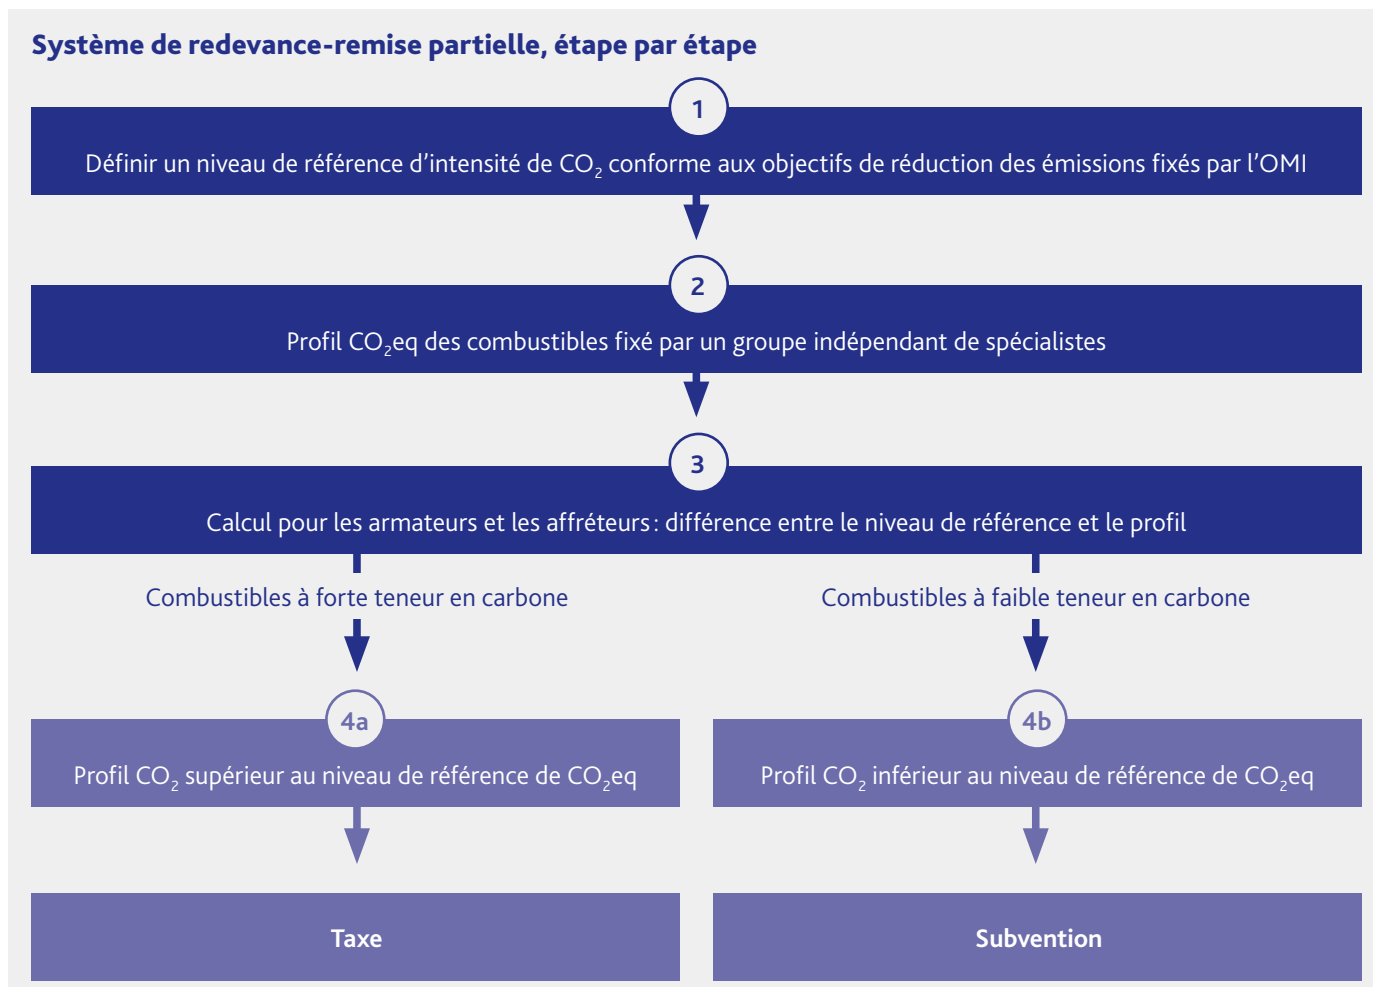 Système de redevance-remise partielle, étape par étape
1
Définir un niveau de référence d’intensité de CO₂ conforme aux objectifs de réduction des émissions fixés par l’OMI
2
Profil CO₂eq des combustibles fixé par un groupe indépendant de spécialistes
3
Calcul pour les armateurs et les affréteurs : différence entre le niveau de référence et le profil
Combustibles à forte teneur en carbone
Combustibles à faible teneur en carbone
4a
Profil CO₂ supérieur au niveau de référence de CO₂eq
4b
Profil CO₂ inférieur au niveau de référence de CO₂eq
Taxe
Subvention